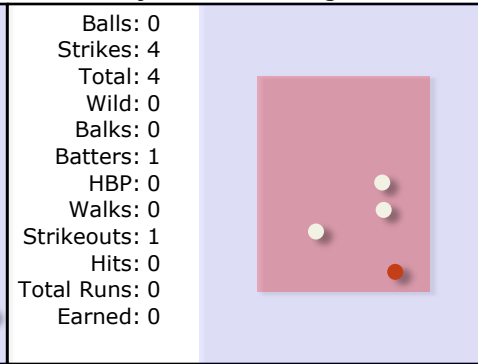 Balls: 0
Strikes: 4
Total: 4
Wild: 0
Balks: 0
Batters: 1
HBP: 0
Walks: 0
Strikeouts: 1
Hits: 0
Total Runs: 0
Earned: 0